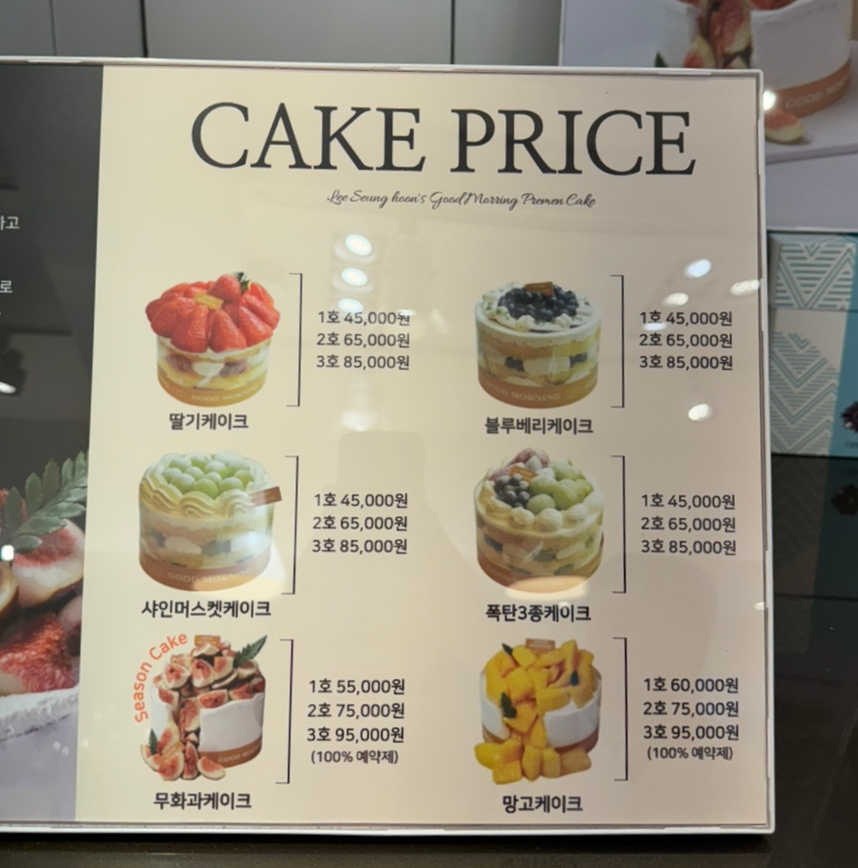 CAKE PRICE
Lee Seung hoon's Good Morring Premen Cake
1호 45,000원
2호 65,000원
3호 85,000원
딸기케이크
1호 45,000원
2호 65,000원
3호 85,000원
블루베리케이크
1호 45,000원
2호 65,000원
3호 85,000원
샤인머스켓케이크
1호 45,000원
2호 65,000원
3호 85,000원
폭탄3종케이크
Season Cake
1호 55,000원
2호 75,000원
3호 95,000원
(100% 예약제)
무화과케이크
1호 60,000원
2호 75,000원
3호 95,000원
(100% 예약제)
망고케이크
하고
로
GOOD MORNING
GOOD MORNING
GOOD MORNING